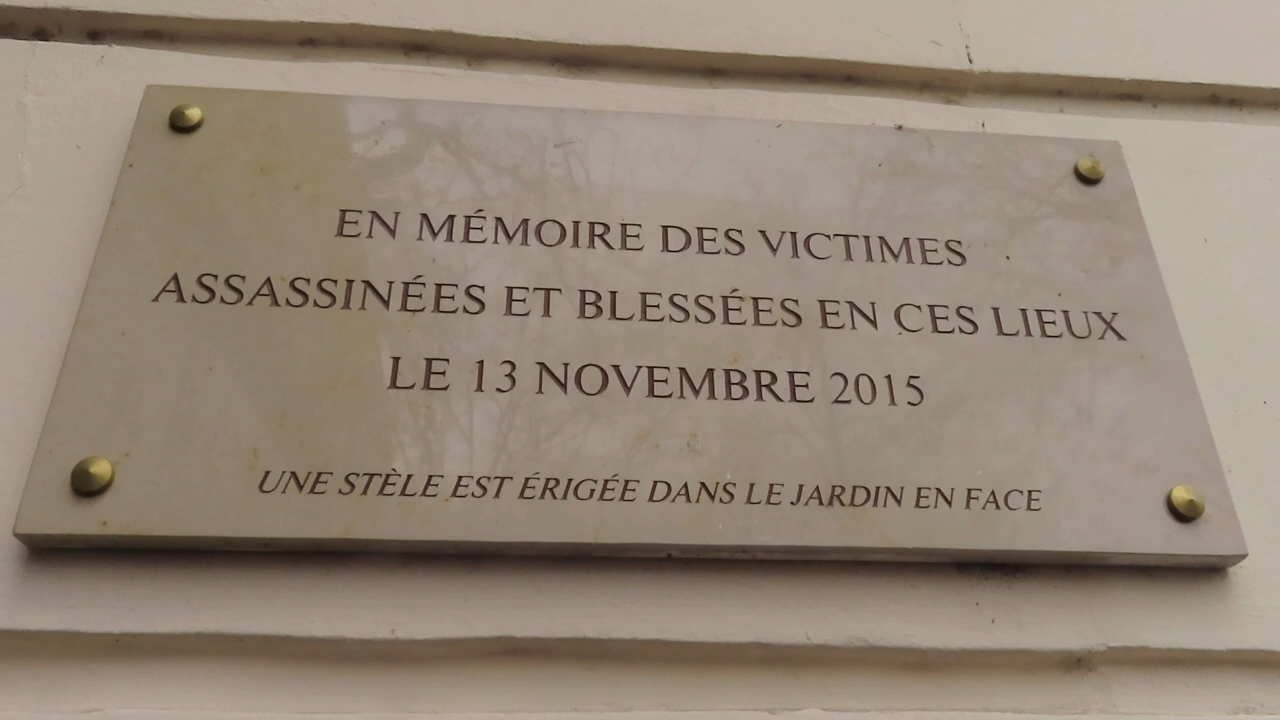 EN MÉMOIRE DES VICTIMES
ASSASSINÉES ET BLESSÉES EN CES LIEUX
LE 13 NOVEMBRE 2015
UNE STÈLE EST ÉRIGÉE DANS LE JARDIN EN FACE